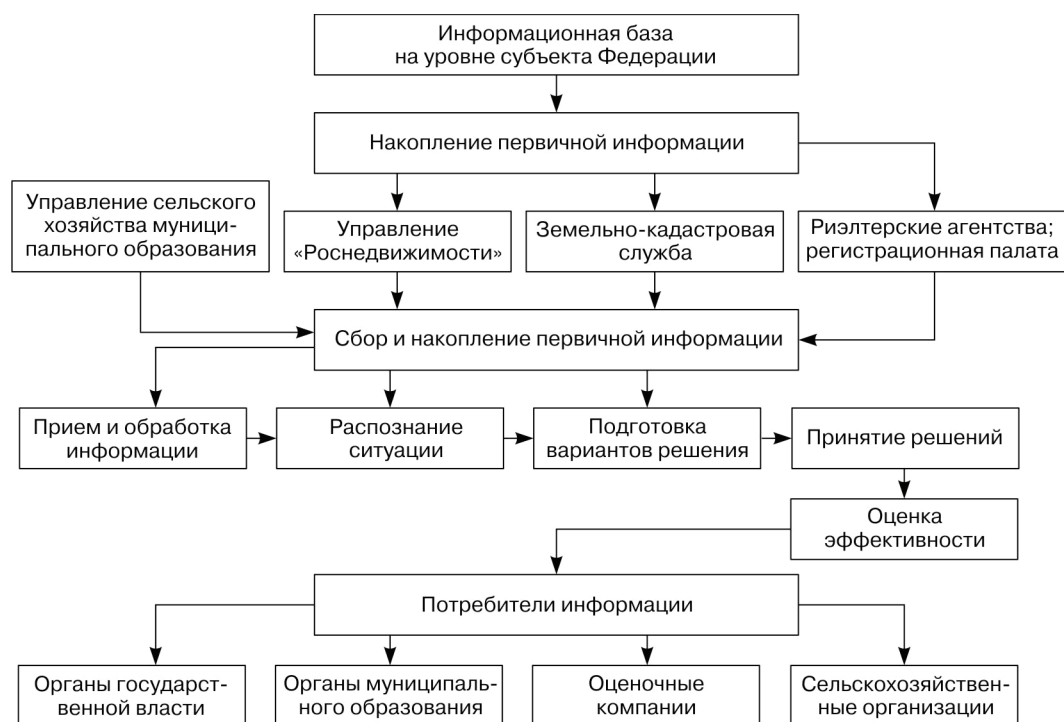 Информационная база
на уровне субъекта Федерации
Накопление первичной информации
Управление сельского
хозяйства муници-
пального образования
Управление
«Роснедвижимости»
Земельно-кадастровая
служба
Риэлтерские агентства;
регистрационная палата
Сбор и накопление первичной информации
Прием и обработка
информации
Распознание
ситуации
Подготовка
вариантов решения
Принятие решений
Оценка
эффективности
Потребители информации
Органы государст-
венной власти
Органы муниципаль-
ного образования
Оценочные
компании
Сельскохозяйствен-
ные организации